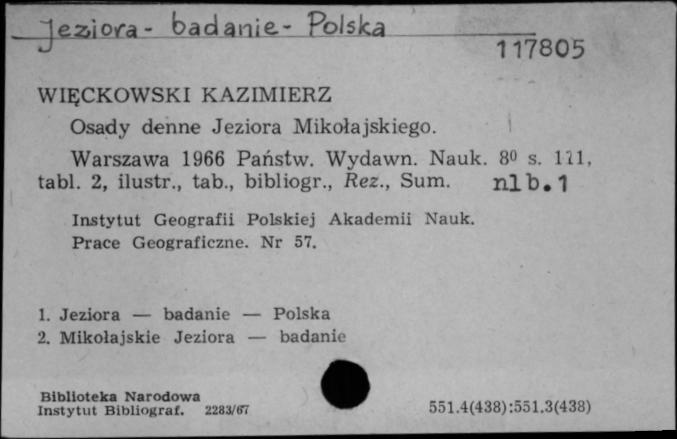 Jeziora - badanie - Polska
117805
WIĘCKOWSKI KAZIMIERZ
Osady denne Jeziora Mikołajskiego.
Warszawa 1966 Państw. Wydawn. Nauk. 8⁰ s. 111,
tabl. 2, ilustr., tab., bibliogr., Rez., Sum. nlb.1
Instytut Geografii Polskiej Akademii Nauk.
Prace Geograficzne. Nr 57.
1. Jeziora — badanie — Polska
2. Mikołajskie Jeziora — badanie
Biblioteka Narodowa
Instytut Bibliograf. 2283/67 551.4(438):551.3(438)